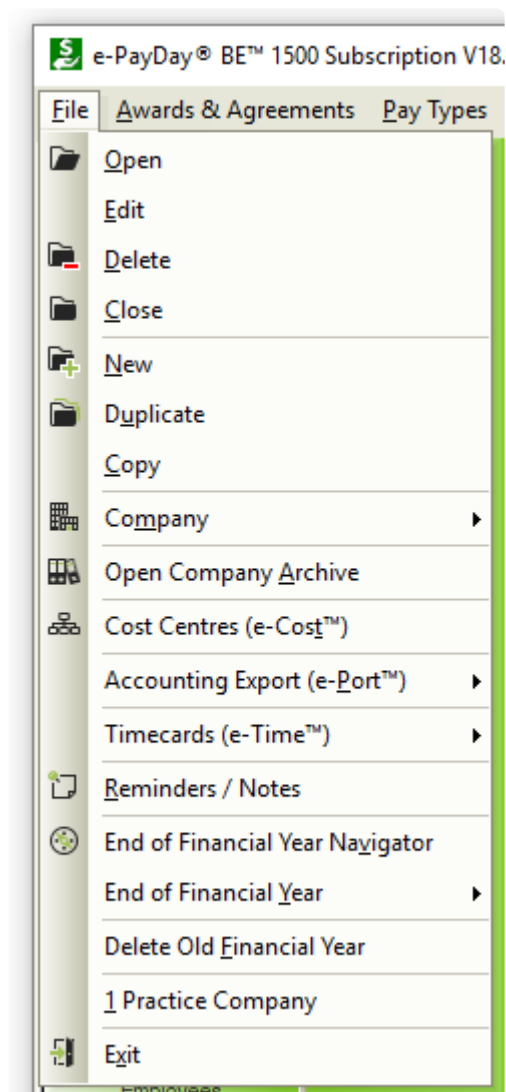 e-PayDay® BE™ 1500 Subscription V18.
File Awards & Agreements Pay Types
Open
Edit
Delete
Close
New
Duplicate
Copy
Company
Open Company Archive
Cost Centres (e-Cost™)
Accounting Export (e-Port™)
Timecards (e-Time™)
Reminders / Notes
End of Financial Year Navigator
End of Financial Year
Delete Old Financial Year
1 Practice Company
Exit
Employees